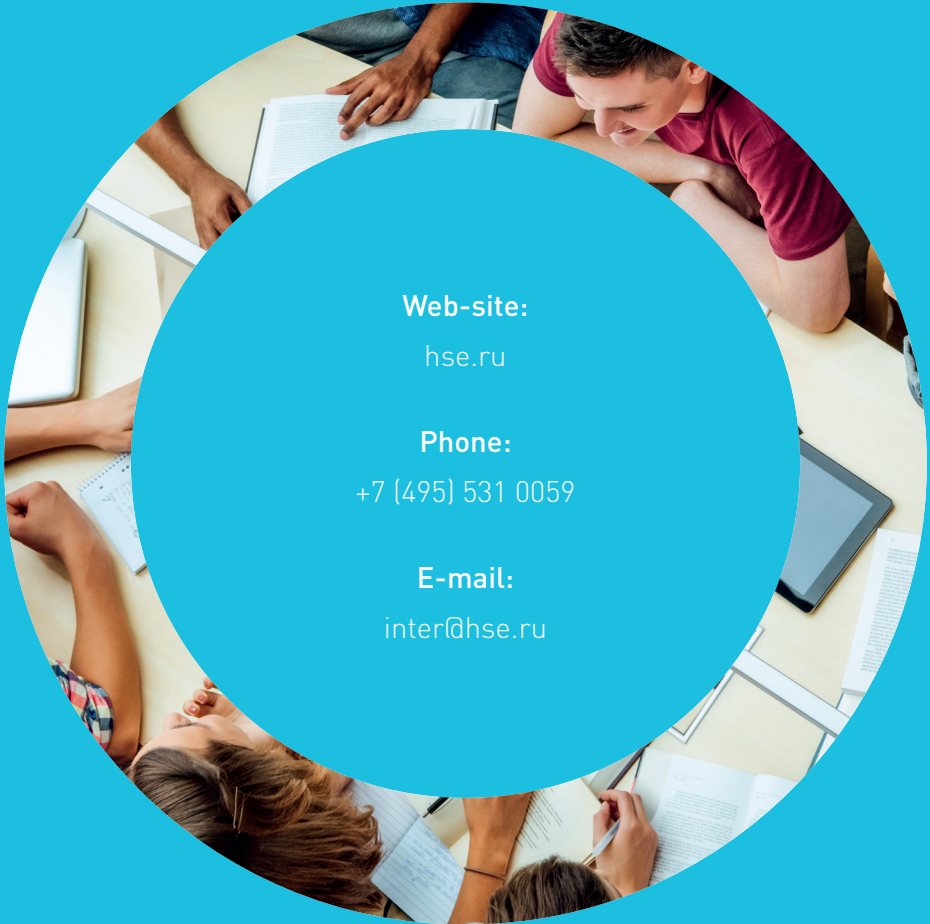 Web-site:
hse.ru
Phone:
+7 (495) 531 0059
E-mail:
inter@hse.ru